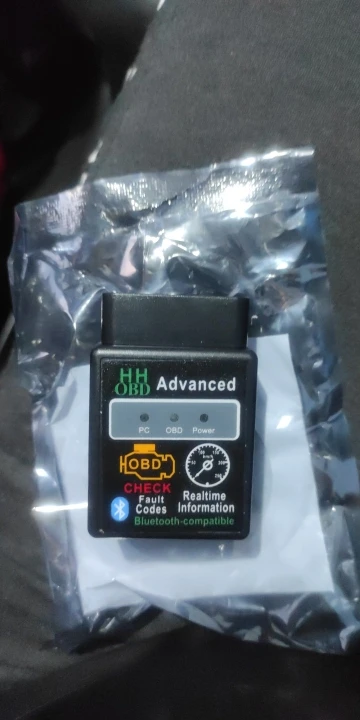 HH
OBD Advanced
PC OBD Power
OBD
CHECK
Fault
Codes
Realtime
Information
Bluetooth-compatible